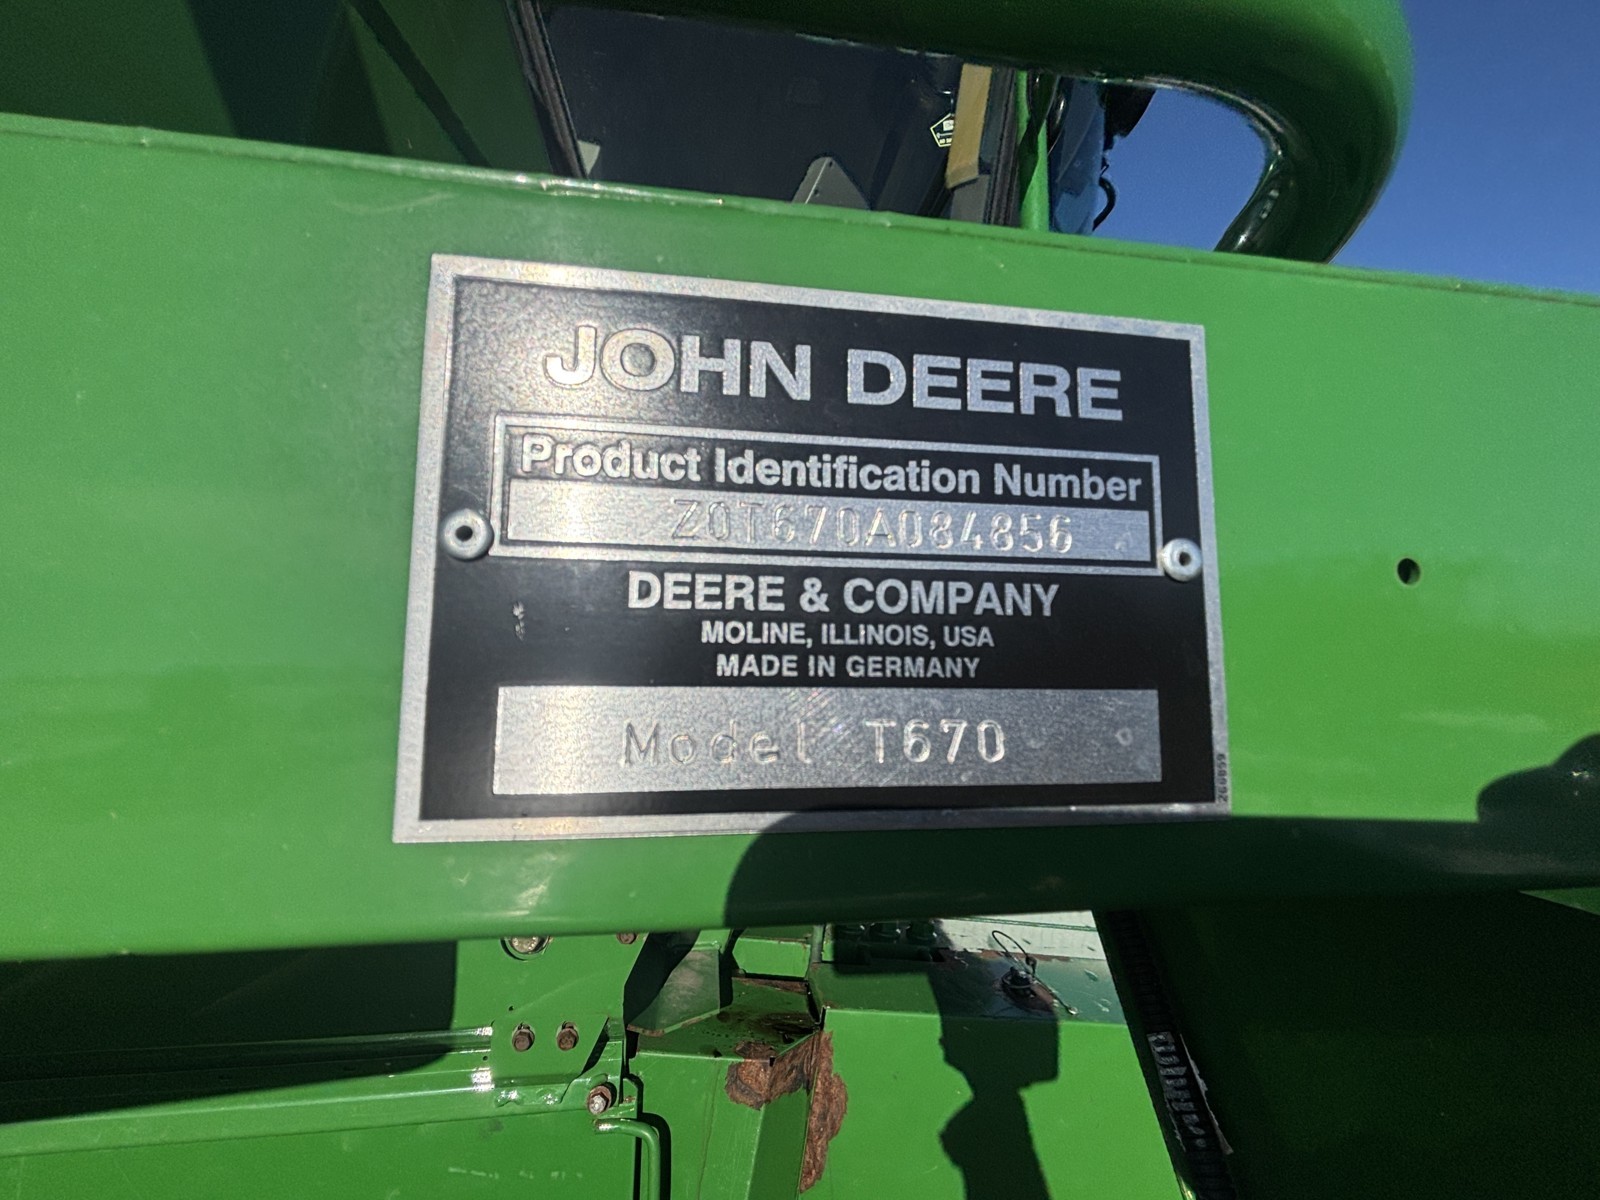 JOHN DEERE
Product Identification Number
Z0T670A084856
DEERE & COMPANY
MOLINE, ILLINOIS, USA
MADE IN GERMANY
Model T670